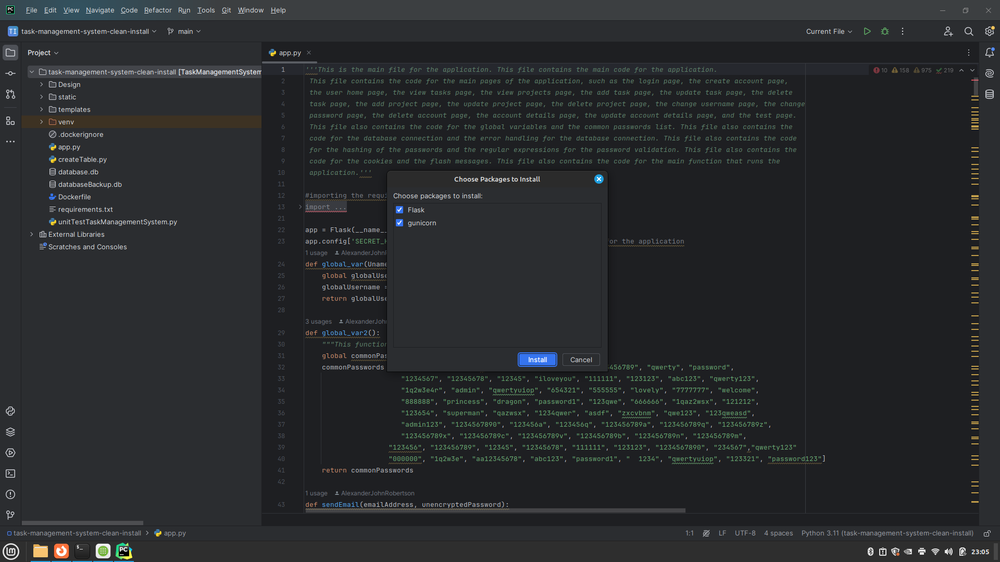 File Edit View Navigate Code Refactor Run Tools Git Window Help
TI task-management-system-clean-install main Current File
Project
app.py
task-management-system-clean-install [TaskManagementSystem
Design
static
templates
venv
.dockerignore
app.py
createTable.py
database.db
databaseBackup.db
Dockerfile
requirements.txt
unitTestTaskManagementSystem.py
External Libraries
Scratches and Consoles
10 158 975 219
1 '''This is the main file for the application. This file contains the main code for the application.
2 This file contains the code for the main pages of the application, such as the login page, the create account page,
3 the user home page, the view tasks page, the view projects page, the add task page, the update task page, the delete
4 task page, the add project page, the update project page, the delete project page, the change username page, the change
5 password page, the delete account page, the account details page, the update account details page, and the test page.
6 This file also contains the code for the global variables and the common passwords list. This file also contains the
7 code for the database connection and the error handling for the database connection. This file also contains the code
8 for the hashing of the passwords and the regular expressions for the password validation. This file also contains the
9 code for the cookies and the flash messages. This file also contains the code for the main function that runs the
10 application.'''
11
12 #importing the requi
13 import ...
21
22 app = Flask(__name_
23 app.config['SECRET_ or the application
1 usage AlexanderJohn
24 def global_var(Uname
25 global globalUse
26 globalUsername =
27 return globalUse
28
3 usages AlexanderJohn
29 def global_var2():
30 """This function
31 global commonPas
32 commonPasswords 456789", "qwerty", "password",
33 "1234567", "12345678", "12345", "iloveyou", "111111", "123123", "abc123", "qwerty123",
34 "1q2w3e4r", "admin", "qwertyuiop", "654321", "555555", "lovely", "7777777", "welcome",
35 "888888", "princess", "dragon", "password1", "123qwe", "666666", "1qaz2wsx", "121212",
36 "123654", "superman", "qazwsx", "1234qwer", "asdf", "zxcvbnm", "qwe123", "123qweasd",
37 "admin123", "1234567890", "123456a", "123456q", "123456789a", "123456789q", "123456789z",
38 "123456789x", "123456789c", "123456789v", "123456789b", "123456789n", "123456789m",
39 "123456", "123456789", "12345", "12345678", "111111", "123123", "1234567890", "234567","qwerty123"
40 "000000", "1q2w3e", "aa12345678", "abc123", "password1", "  1234", "qwertyuiop", "123321", "password123"]
41 return commonPasswords
42
1 usage AlexanderJohnRobertson
43 def sendEmail(emailAddress, unencryptedPassword):
Choose Packages to Install
Choose packages to install:
Flask
gunicorn
Install Cancel
task-management-system-clean-install app.py 1:1 LF UTF-8 4 spaces Python 3.11 (task-management-system-clean-install)
23:05